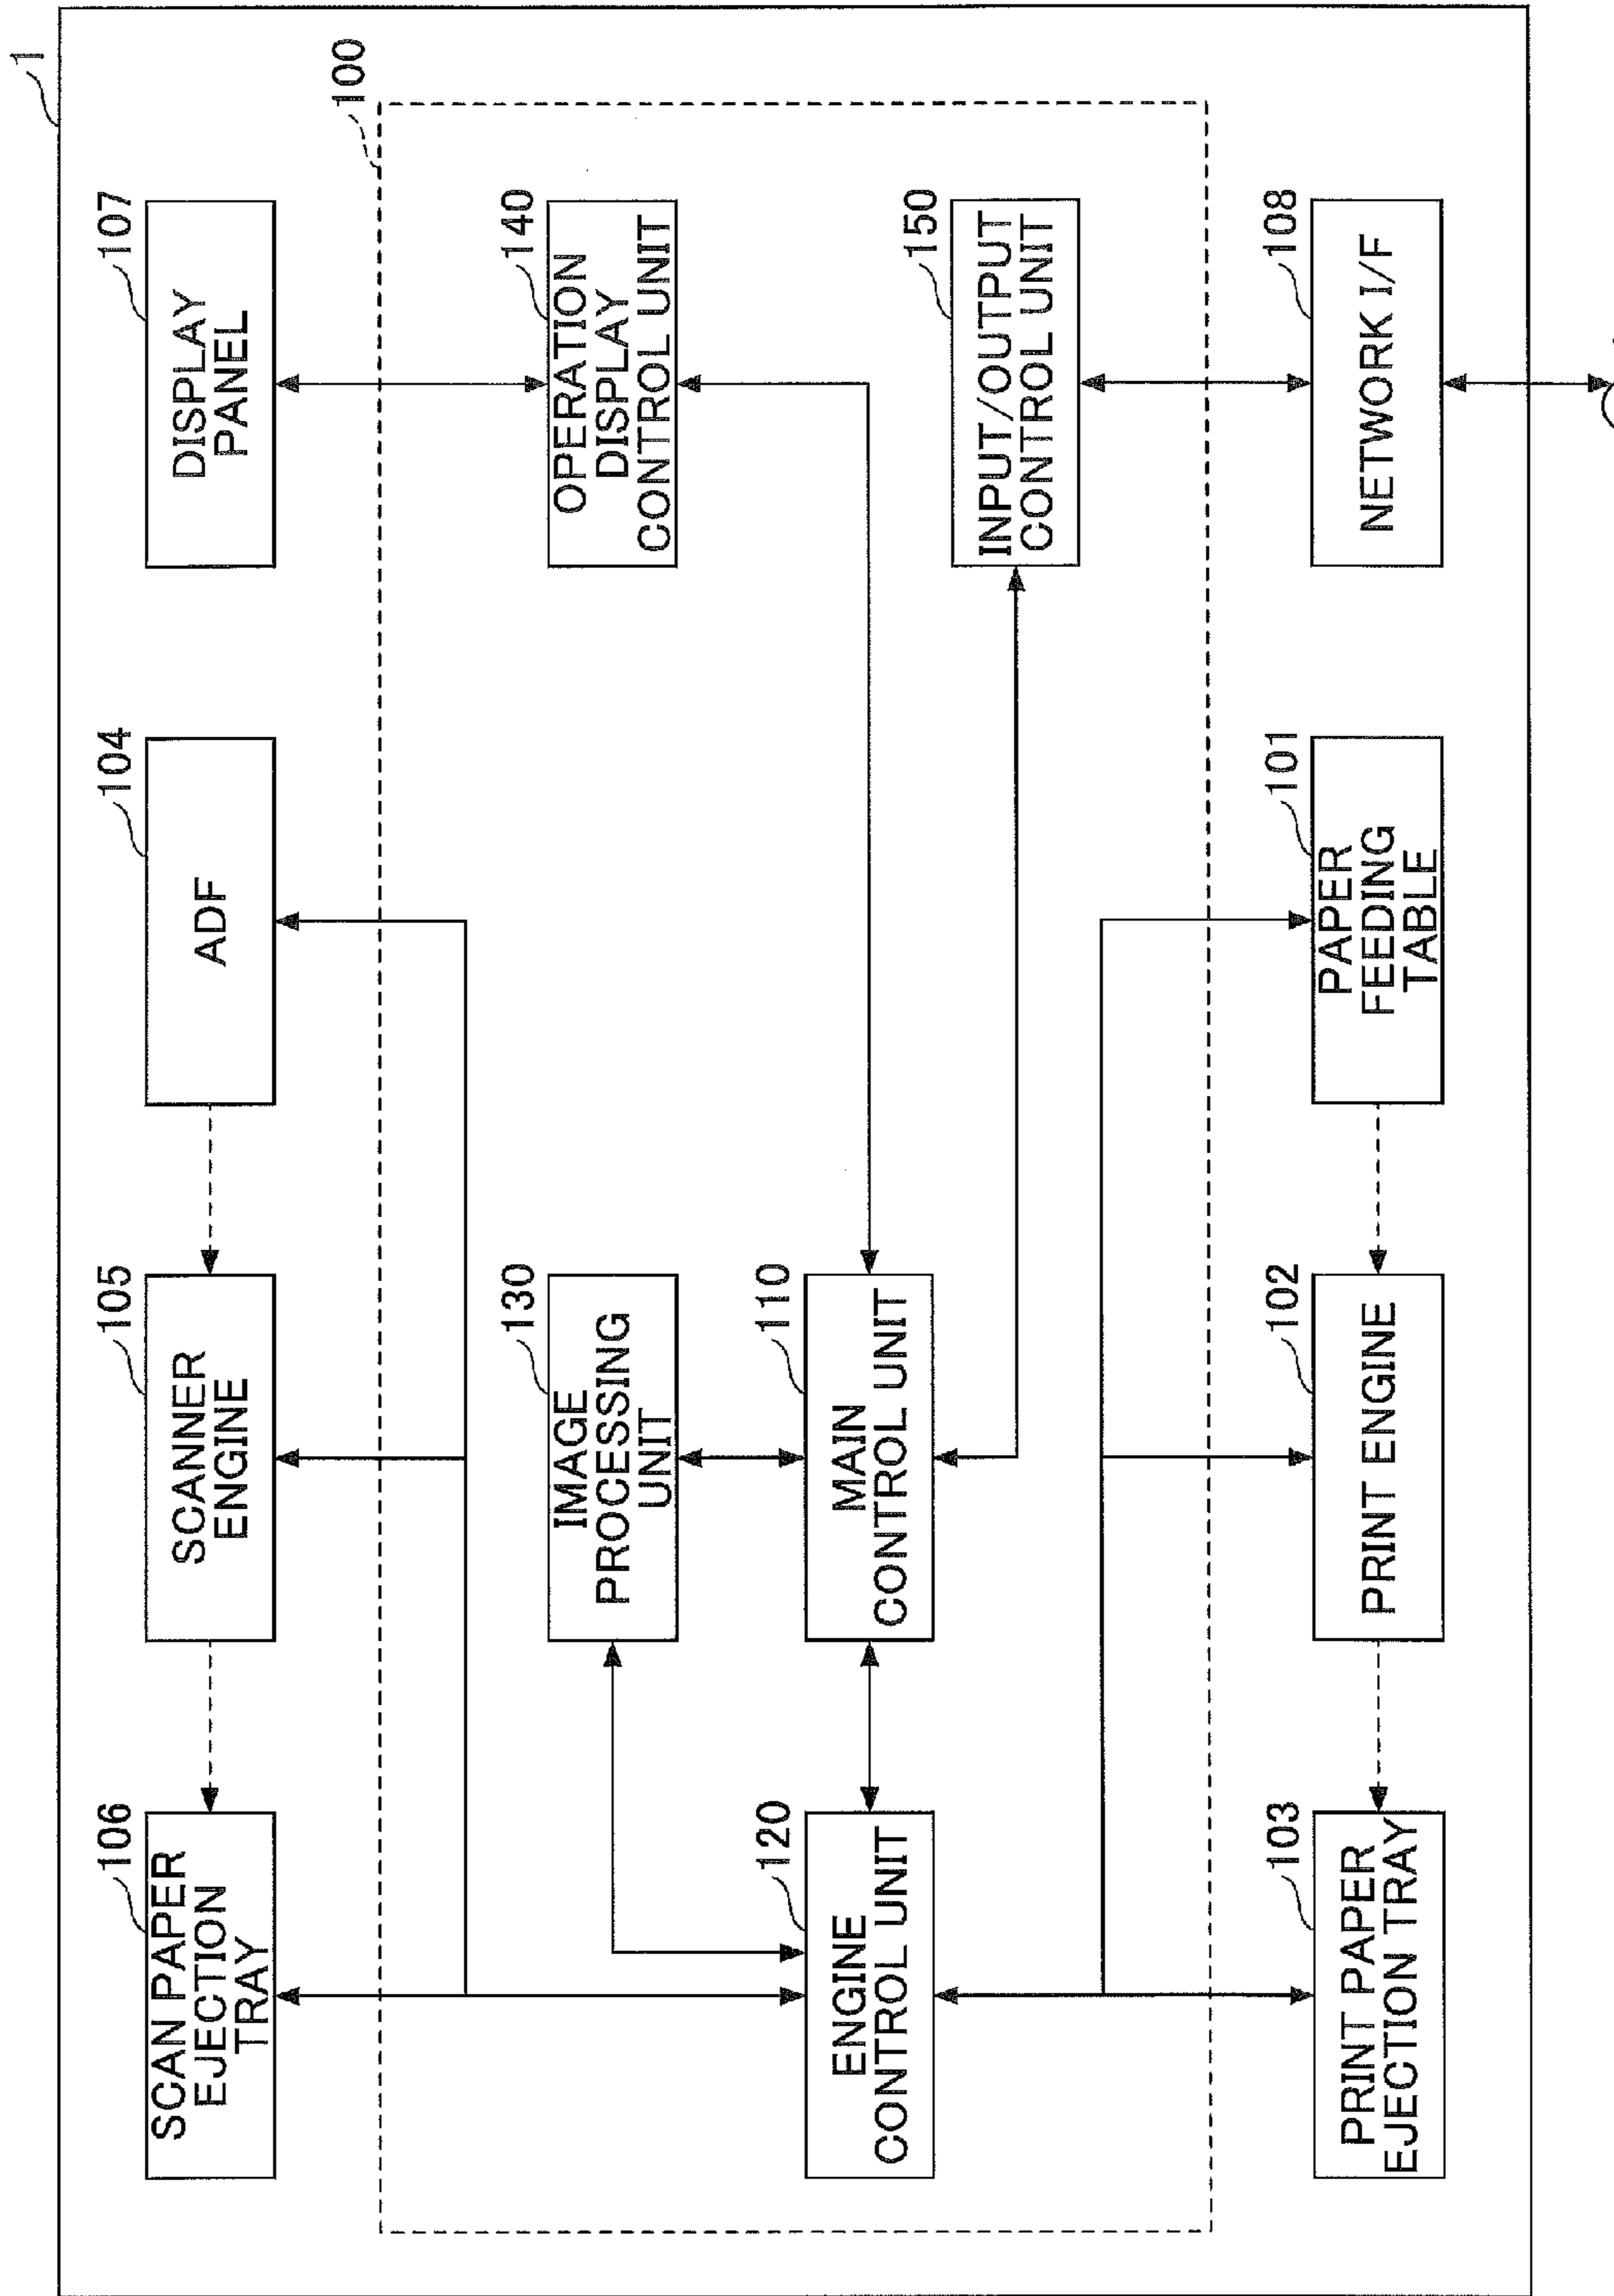 1
106
SCAN PAPER
EJECTION
TRAY
105
SCANNER
ENGINE
104
ADF
107
DISPLAY
PANEL
100
130
IMAGE
PROCESSING
UNIT
140
OPERATION
DISPLAY
CONTROL UNIT
120
ENGINE
CONTROL UNIT
110
MAIN
CONTROL UNIT
150
INPUT/OUTPUT
CONTROL UNIT
103
PRINT PAPER
EJECTION TRAY
102
PRINT ENGINE
101
PAPER
FEEDING
TABLE
108
NETWORK I/F